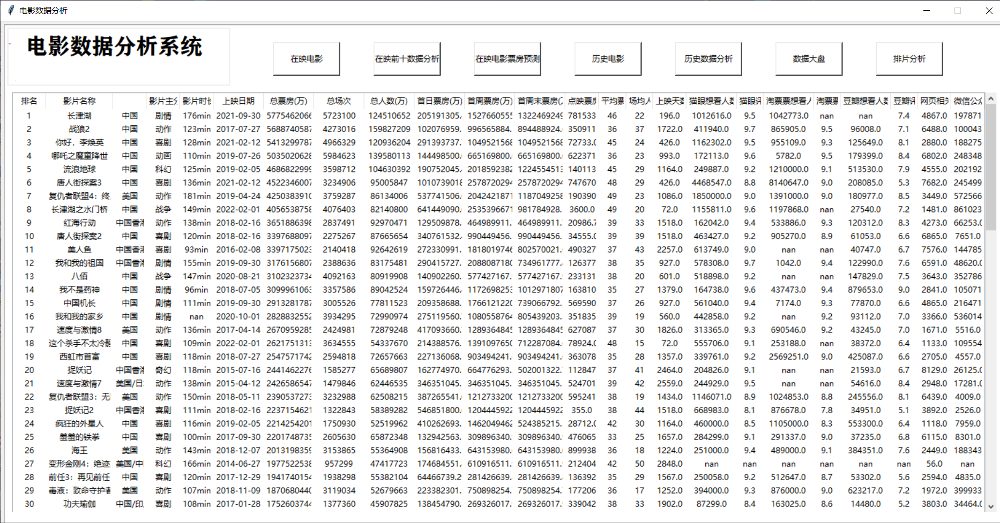 电影数据分析
电影数据分析系统
在映电影 在映前十数据分析 在映电影票房预测 历史电影 历史数据分析 数据大盘 排片分析
排名 影片名称 影片主分 影片时长 上映日期 总票房(万) 总场次 总人数(万) 首日票房(万) 首周票房(万) 首周末票房(万 点映票房 平均票 场均人 上映天数 猫眼想看人数 猫眼评 淘票票想看人 淘票票 豆瓣想看人数 豆瓣评 网页相关 微信公众
1 长津湖 中国 剧情 176min 2021-09-30 5775462066 5723100 124510652 205191305. 1527660555 1322469249 781533 46 22 196.0 1012616.0 9.5 1042773.0 nan nan 7.4 4867.0 197871
2 战狼2 中国 动作 123min 2017-07-27 5688740587 4273016 159827209 102076959. 996565884. 894488924. 350911 36 37 1722.0 411940.0 9.7 865905.0 9.5 96008.0 7.1 6488.0 100043
3 你好，李焕英 中国 喜剧 128min 2021-02-12 5413299787 4966329 120936204 291393737. 1049521568 1049521568 72733.0 45 24 426.0 1162302.0 9.5 955109.0 9.3 125649.0 8.1 2880.0 188275
4 哪吒之魔童降世 中国 动画 110min 2019-07-26 5035020628 5984623 139580113 144498500. 665169800. 665169800. 622371 36 23 993.0 172113.0 9.6 5782.0 9.5 179399.0 8.4 6802.0 248348
5 流浪地球 中国 科幻 125min 2019-02-05 4686822999 3598712 104630392 190752045. 2018592382 1224554513 140113 45 29 1164.0 249887.0 9.2 1210000.0 9.1 513530.0 7.9 4555.0 202192
6 唐人街探案3 中国 喜剧 136min 2021-02-12 4522346007 3234906 95005847 1010739018 2578720294 2578720294 747670 48 29 426.0 4468547.0 8.8 8140647.0 9.0 208085.0 5.3 7682.0 245499
7 复仇者联盟4：终 美国 动作 181min 2019-04-24 4250383910 3759287 86134006 537741506. 2042421871 1187049258 190390 49 23 1086.0 1850000.0 9.0 1391000.0 9.0 180977.0 8.5 3449.0 572566
8 长津湖之水门桥 中国 战争 149min 2022-02-01 4056538758 4076403 82140800 641449090. 2535396671 981784928. 3600.0 49 20 72.0 1155811.0 9.6 1197868.0 nan 27540.0 7.2 1481.0 861023
9 红海行动 中国香港 动作 138min 2018-02-16 3651886398 2837491 92970471 129509878. 464989911. 464989911. 20986.7 39 33 1518.0 162042.0 9.4 533886.0 9.3 120312.0 8.3 4273.0 66253.0
10 唐人街探案2 中国 喜剧 120min 2018-02-16 3397688097 2275267 87665654 340761532. 990449456. 990449456. 34555.0 39 39 1518.0 463427.0 9.2 905270.0 8.9 61053.0 6.6 6865.0 7651.0
11 美人鱼 中国香港 喜剧 93min 2016-02-08 3397175023 2140418 92642619 272330991. 1818019746 802570021. 490327 37 43 2257.0 613749.0 9.0 nan nan 40747.0 6.7 7576.0 144785
12 我和我的祖国 中国香港 剧情 155min 2019-09-30 3176156807 2388636 83175481 290415727. 2088087180 734961777. 126377 38 35 927.0 578308.0 9.7 1042.0 9.4 122990.0 7.6 6591.0 48620.0
13 八佰 中国 战争 147min 2020-08-21 3102323734 4092163 80919908 140902260. 577427167. 577427167. 233131 38 20 601.0 518898.0 9.2 nan nan 147829.0 7.5 3643.0 352786
14 我不是药神 中国 剧情 96min 2018-07-05 3099961063 3357586 89042524 159726446. 1172698253 1012971807 163810 35 27 1379.0 164738.0 9.6 437473.0 9.4 879653.0 9.0 2841.0 105071
15 中国机长 中国 剧情 111min 2019-09-30 2913281787 3005526 77811523 209358688. 1766121220 739066792. 569590 37 26 927.0 561040.0 9.4 7174.0 9.3 77870.0 6.6 4865.0 216471
16 我和我的家乡 中国 剧情 nan 2020-10-01 2828832552 3934295 72990974 275119560. 1080558764 805439203. 351835 39 19 560.0 442858.0 9.2 nan 9.2 93112.0 7.0 3366.0 536014
17 速度与激情8 美国 动作 136min 2017-04-14 2670959285 2424981 72879248 417093660. 1289364845 1289364845 627087 37 30 1826.0 313365.0 9.3 690546.0 9.2 43245.0 7.0 1671.0 5516.0
18 这个杀手不太冷静 中国 喜剧 109min 2022-02-01 2621751313 3634555 54337670 214388576. 1391097650 712287084. 78924.0 48 15 72.0 555706.0 9.1 253188.0 nan 38372.0 6.4 1133.0 109554
19 西虹市首富 中国 喜剧 118min 2018-07-27 2547571742 2594818 72657663 227136068. 903494241. 903494241. 363078 35 28 1357.0 339761.0 9.2 2569251.0 9.0 425087.0 6.6 2705.0 4557.0
20 捉妖记 中国香港 奇幻 118min 2015-07-16 2441462276 1585277 65689807 162774970. 664776293. 502001322. 112847 37 41 2464.0 204826.0 9.1 nan nan 21593.0 6.7 8129.0 26125.0
21 速度与激情7 美国/日 动作 138min 2015-04-12 2426586547 1479846 62446535 346351045. 346351045. 346351045. 524701 39 42 2559.0 244929.0 9.5 nan nan 54616.0 8.4 2948.0 17281.0
22 复仇者联盟3：无 美国 动作 150min 2018-05-11 2390537273 3232988 62508215 387265541. 1212733200 1212733200 595241 38 19 1434.0 1146071.0 8.9 1024853.0 8.8 245556.0 8.1 6439.0 4009.0
23 捉妖记2 中国香港 喜剧 111min 2018-02-16 2237154621 1322843 58389282 546851800. 1204445922 1204445922 355.0 38 44 1518.0 668983.0 8.1 876678.0 7.8 34951.0 5.1 3892.0 2526.0
24 疯狂的外星人 中国 喜剧 116min 2019-02-05 2214254201 1750930 52519962 410262693. 1462049462 524385215. 28712.0 42 30 1164.0 460000.0 8.5 1105000.0 8.3 553300.0 6.4 1118.0 7959.0
25 羞羞的铁拳 中国 喜剧 100min 2017-09-30 2201748735 2605630 65872348 132942563. 309896340. 309896340. 476065 33 25 1657.0 284299.0 9.1 291337.0 9.0 37235.0 6.8 6115.0 8301.0
26 海王 美国 动作 143min 2018-12-07 2013198359 3153865 55364908 156816433. 643153980. 643153980. 899938 36 18 1224.0 251000.0 9.4 489000.0 9.1 384351.0 7.6 2449.0 188343
27 变形金刚4：绝迹 美国/中 科幻 166min 2014-06-27 1977522538 957299 47417723 174684551. 610916511. 610916511. 212404 42 50 2848.0 nan nan nan nan nan nan 56.0 nan
28 前任3：再见前任 中国 喜剧 120min 2017-12-29 1941740154 1938298 55382104 64466739.2 281426639. 281426639. 136392 35 29 1567.0 250058.0 9.2 512647.0 8.7 53302.0 5.6 2594.0 4835.0
29 毒液：致命守护者 美国 动作 107min 2018-11-09 1870680440 3119034 52679663 223382301. 750898254. 750898254. 177206 36 17 1252.0 394000.0 9.3 876000.0 9.0 623217.0 7.2 1972.0 399933
30 功夫瑜伽 中国/印 喜剧 108min 2017-01-28 1752603744 1377360 45907825 138454790. 269326017. 269326017. 339042 38 33 1902.0 87299.0 8.4 163025.0 8.6 14480.0 5.2 3803.0 34464.0